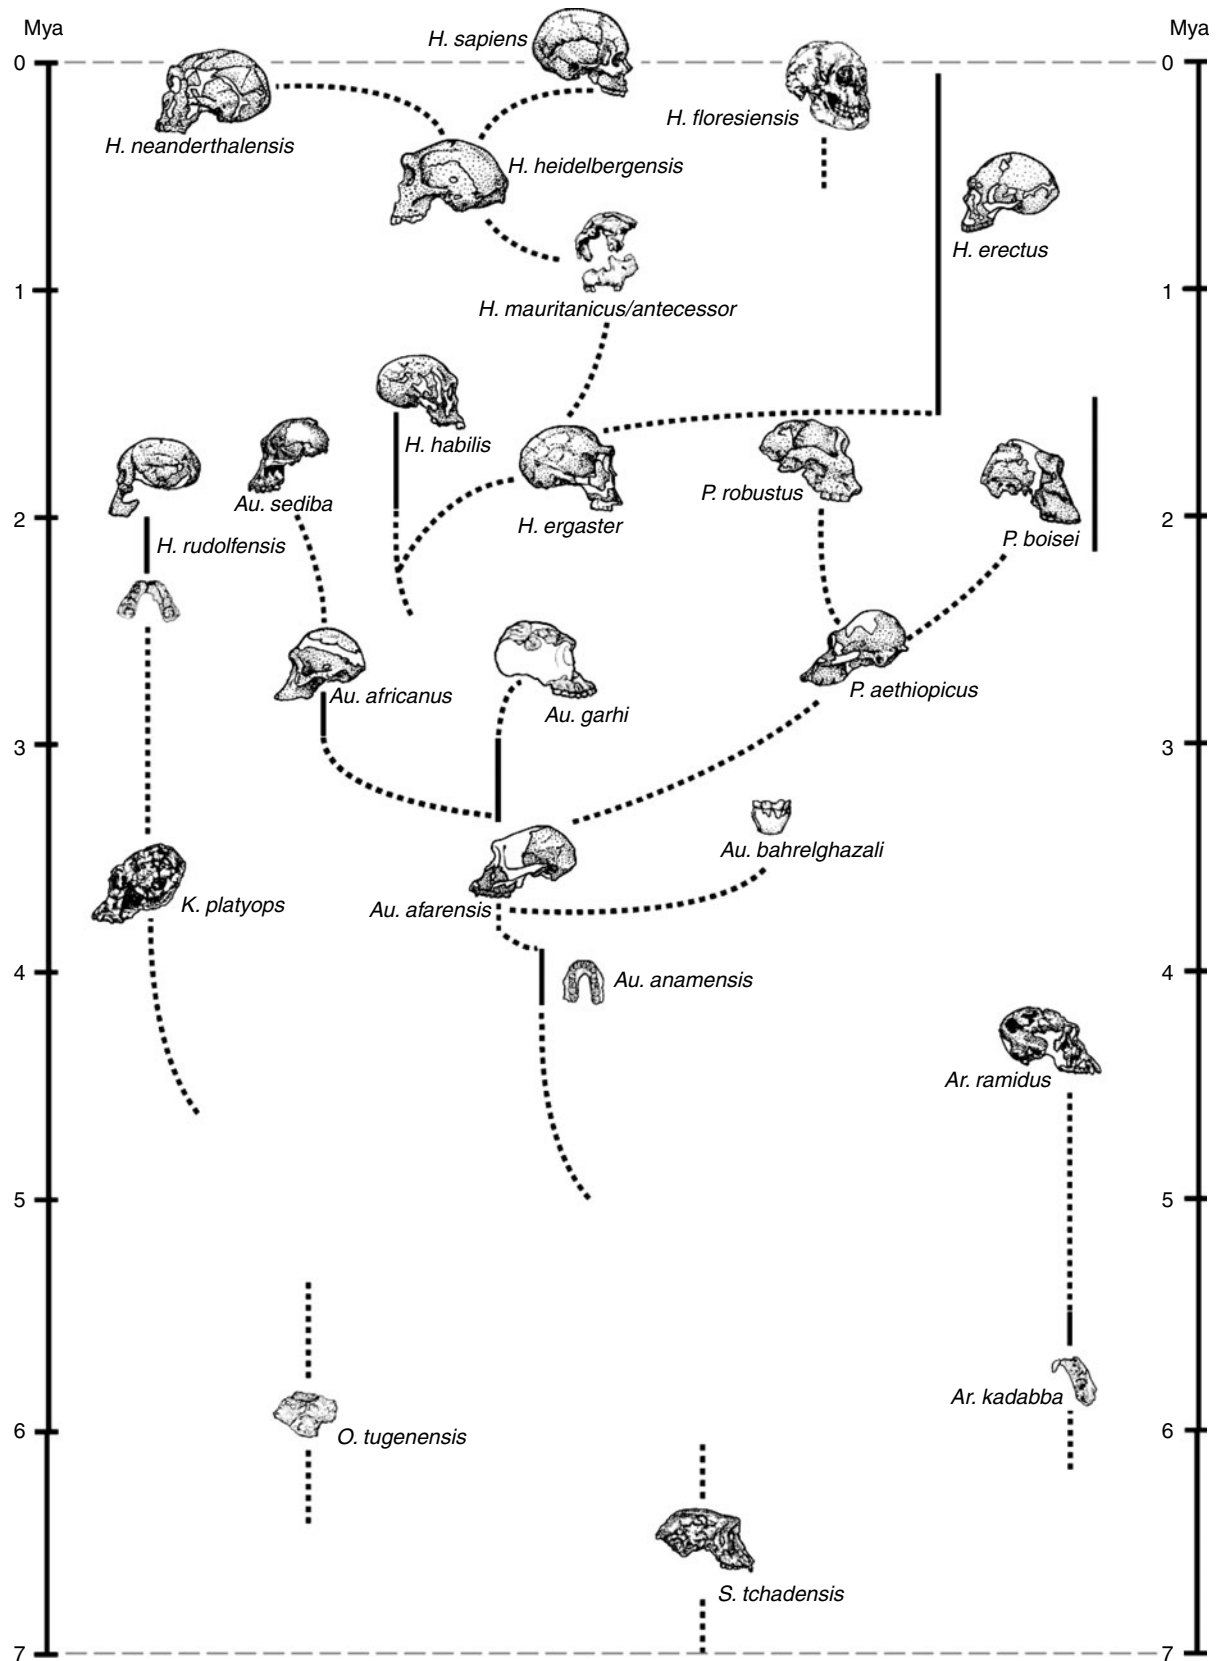 Mya
Mya
H. sapiens
0
0
H. floresiensis
H. neanderthalensis
H. heidelbergensis
H. erectus
1
1
H. mauritanicus/antecessor
H. habilis
Au. sediba
P. robustus
2
H. ergaster
2
H. rudolfensis
P. boisei
Au. africanus
P. aethiopicus
Au. garhi
3
3
Au. bahrelghazali
K. platyops
Au. afarensis
4
4
Au. anamensis
Ar. ramidus
5
5
Ar. kadabba
6
O. tugenensis
6
S. tchadensis
7
7